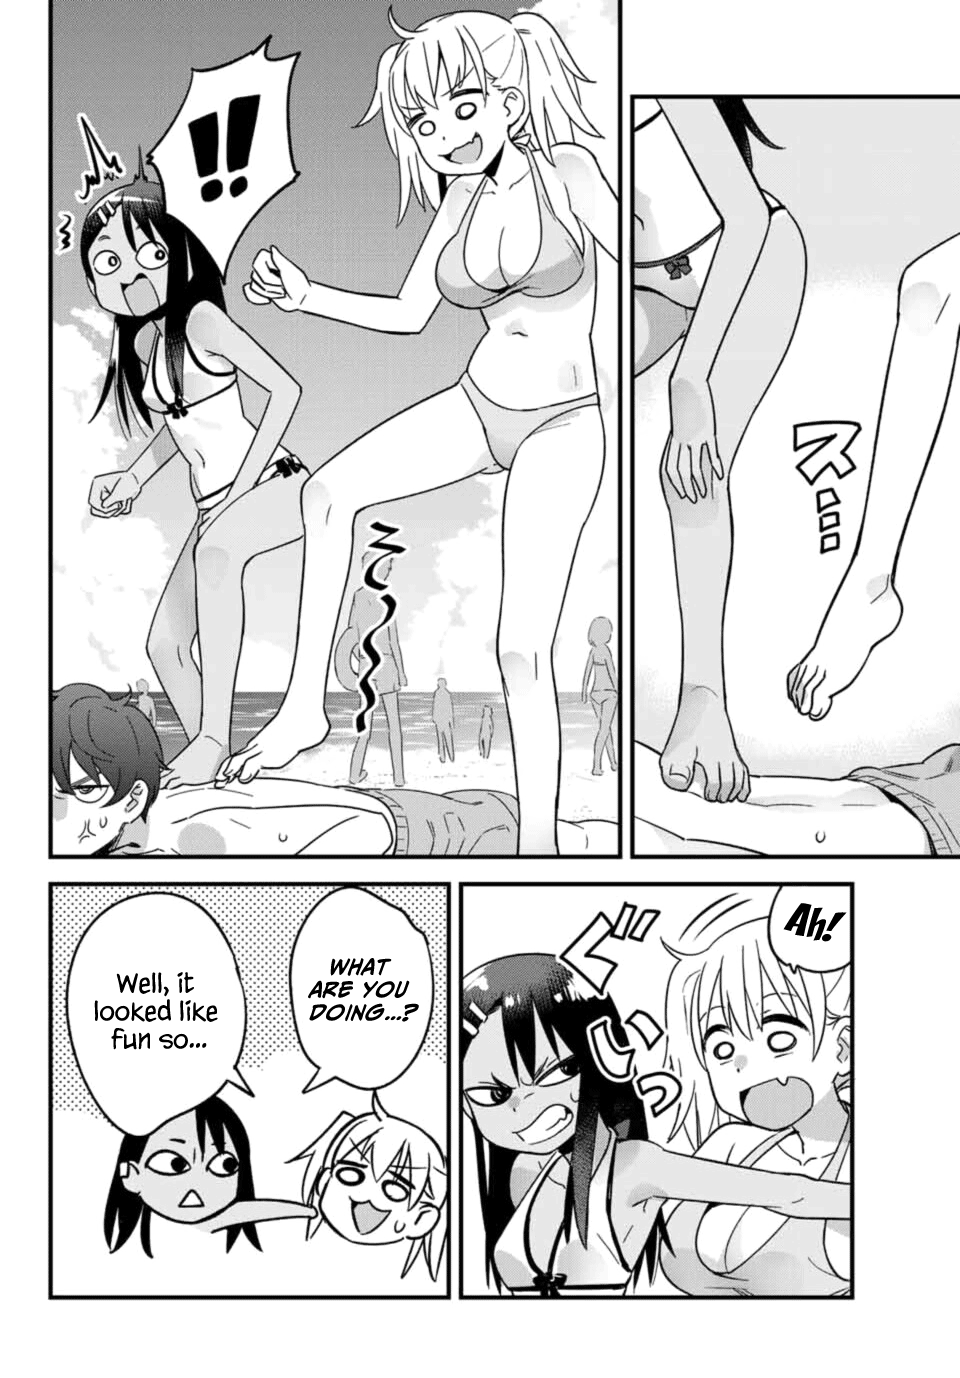 ス…
!!
そ〜
Ah!
ぐいっ
WHAT
ARE YOU
DOING...?
Well, it
looked like
fun so...